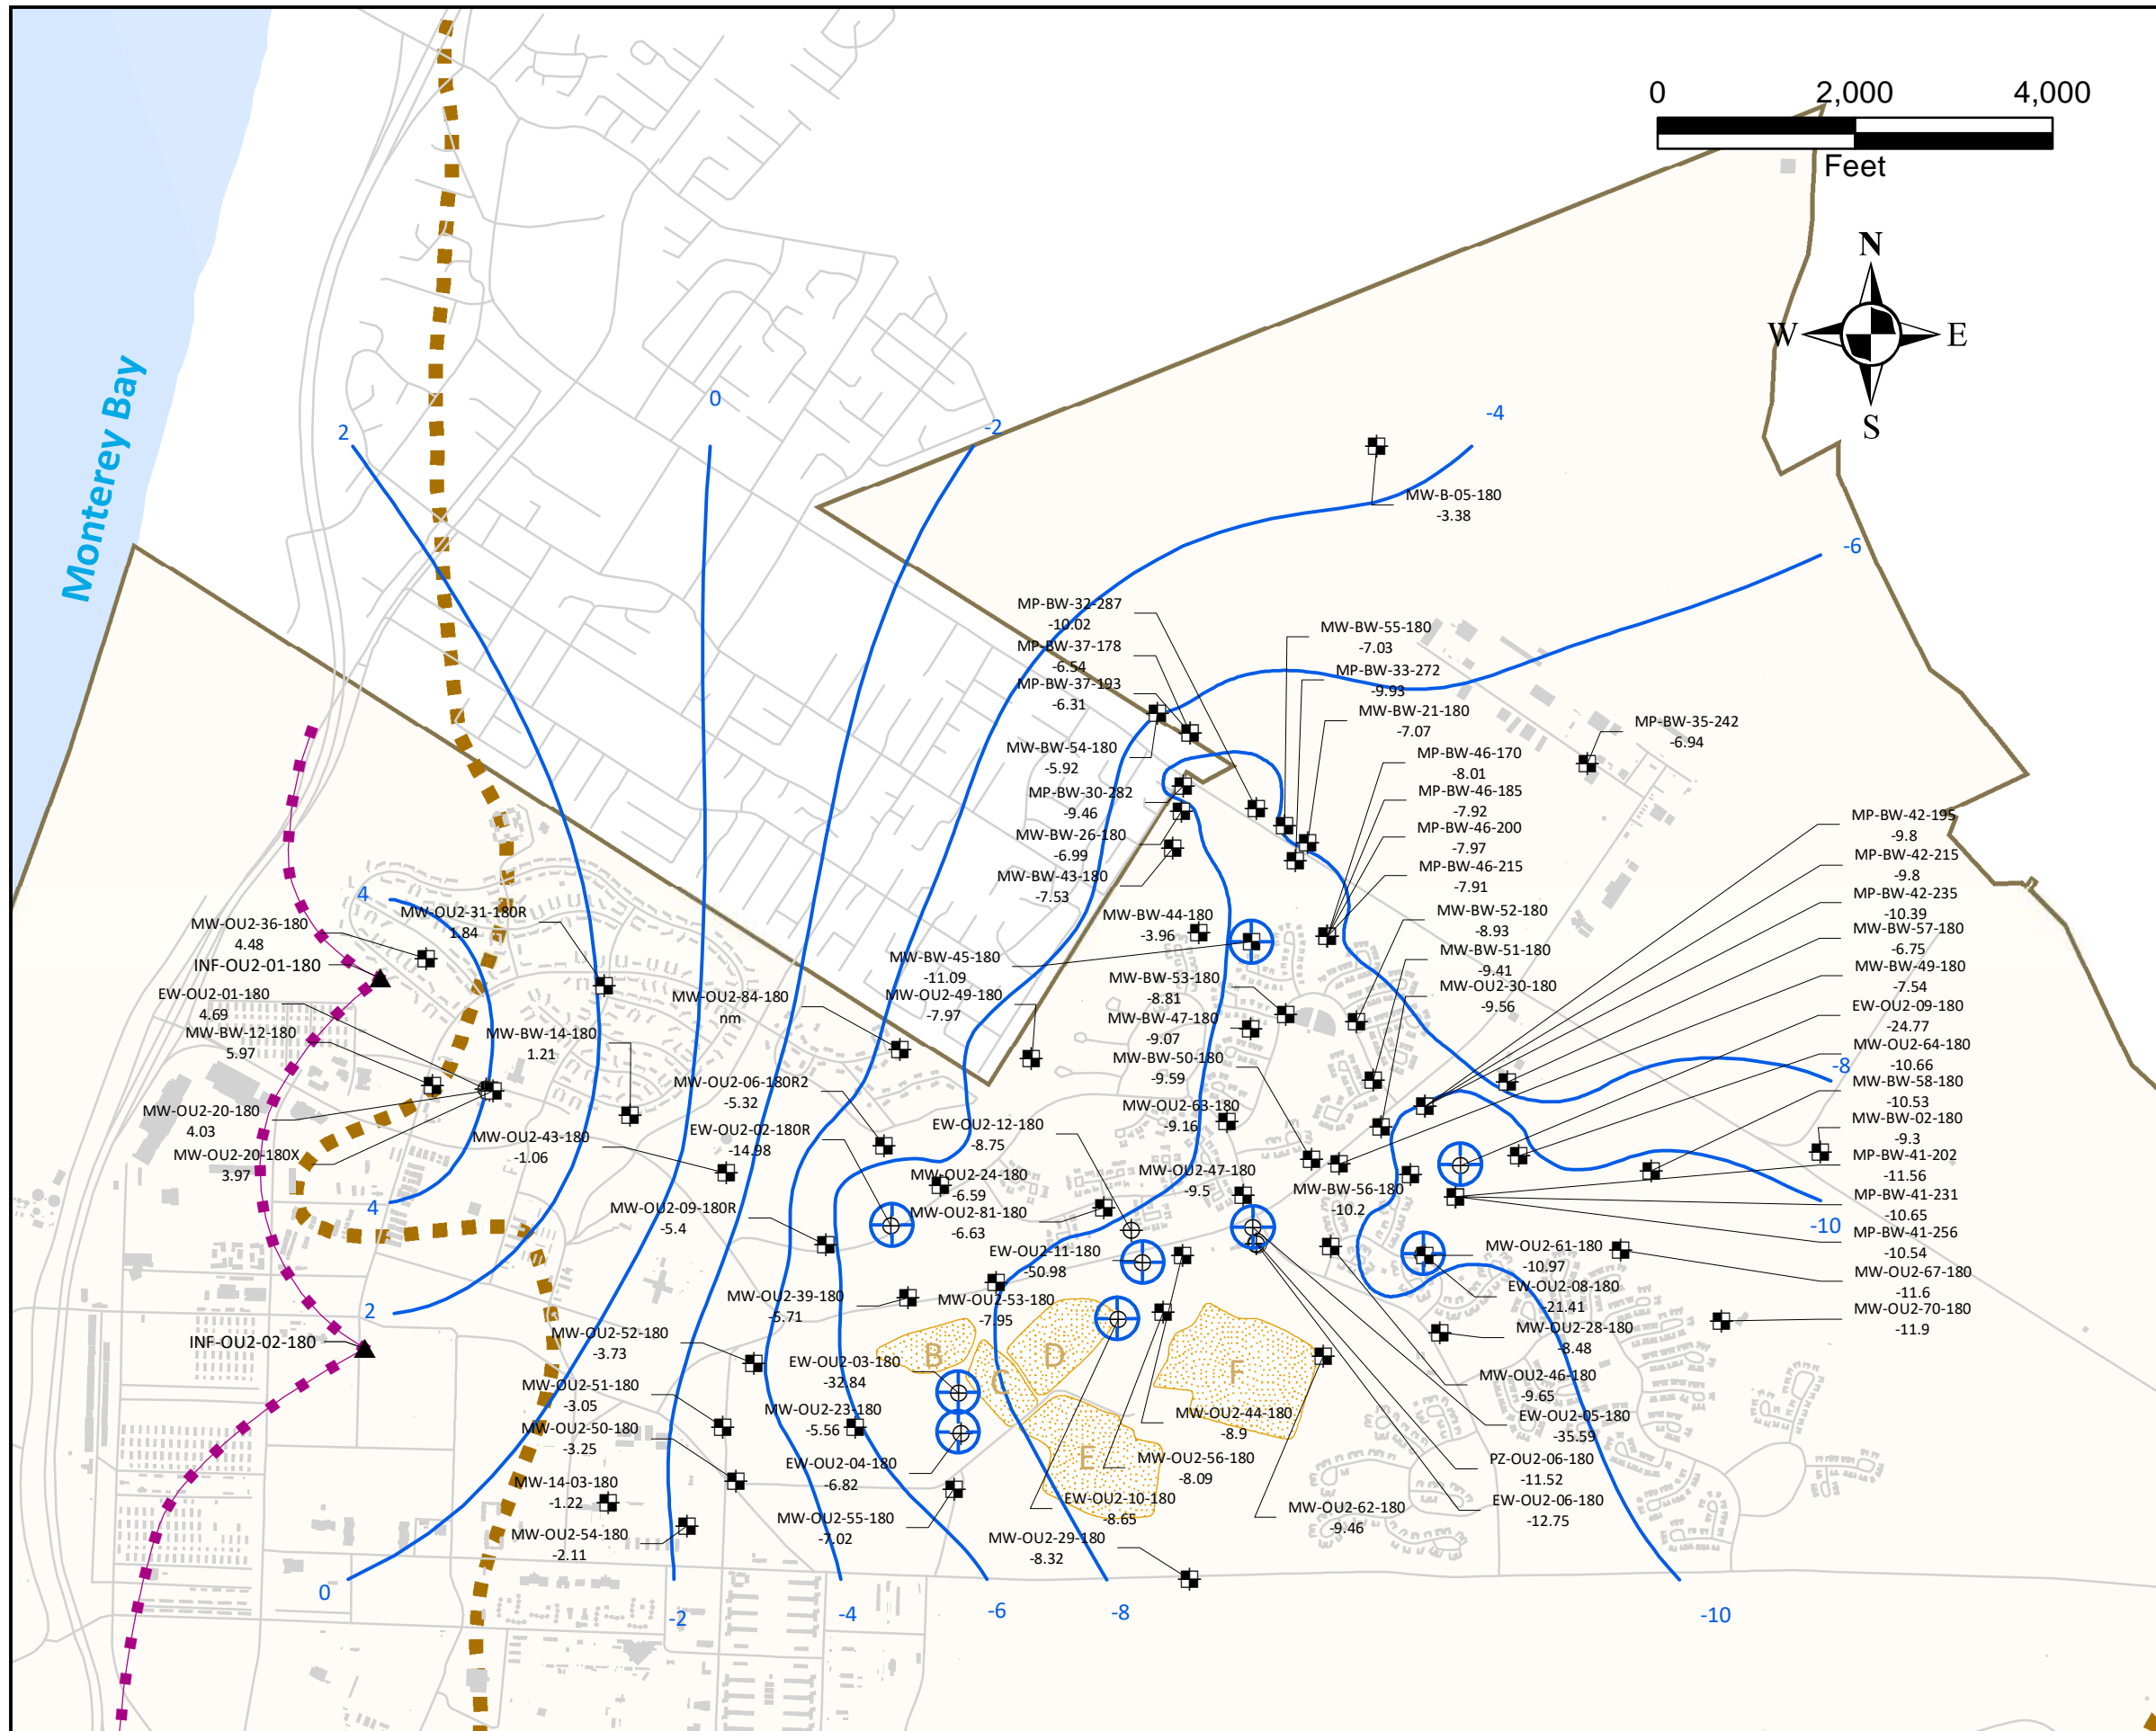 0 2,000 4,000
Feet
N
W E
S
Monterey Bay
2
0
-2
-4
-6
MW-B-05-180
-3.38
MP-BW-32-287
-10.02
MP-BW-37-178
-6.54
MP-BW-37-193
-6.31
MW-BW-54-180
-5.92
MP-BW-30-282
-9.46
MW-BW-26-180
-6.99
MW-BW-43-180
-7.53
MW-BW-55-180
-7.03
MP-BW-33-272
-9.93
MW-BW-21-180
-7.07
MP-BW-35-242
-6.94
MP-BW-46-170
-8.01
MP-BW-46-185
-7.92
MP-BW-46-200
-7.97
MP-BW-46-215
-7.91
MP-BW-42-195
-9.8
MP-BW-42-215
-9.8
MP-BW-42-235
-10.39
MW-BW-57-180
-6.75
MW-BW-49-180
-7.54
EW-OU2-09-180
-24.77
MW-OU2-64-180
-10.66
MW-BW-58-180
-10.53
MW-BW-02-180
-9.3
MP-BW-41-202
-11.56
MP-BW-41-231
-10.65
MP-BW-41-256
-10.54
MW-OU2-67-180
-11.6
MW-OU2-70-180
-11.9
-8
-10
4
MW-OU2-36-180
4.48
INF-OU2-01-180
EW-OU2-01-180
4.69
MW-BW-12-180
5.97
MW-OU2-20-180
4.03
MW-OU2-20-180X
3.97
MW-OU2-31-180R
1.84
MW-BW-14-180
1.21
MW-OU2-43-180
-1.06
MW-OU2-84-180
nm
MW-BW-44-180
-3.96
MW-BW-45-180
-11.09
MW-OU2-49-180
-7.97
MW-BW-52-180
-8.93
MW-BW-51-180
-9.41
MW-OU2-30-180
-9.56
MW-BW-53-180
-8.81
MW-BW-47-180
-9.07
MW-BW-50-180
-9.59
MW-OU2-63-180
-9.16
MW-OU2-06-180R2
-5.32
EW-OU2-02-180R
-14.98
EW-OU2-12-180
-8.75
MW-OU2-24-180
-6.59
MW-OU2-81-180
-6.63
MW-OU2-47-180
-9.5
MW-BW-56-180
-10.2
MW-OU2-09-180R
-5.4
EW-OU2-11-180
-50.98
MW-OU2-61-180
-10.97
EW-OU2-08-180
-21.41
MW-OU2-28-180
-8.48
MW-OU2-39-180
-5.71
MW-OU2-53-180
-7.95
4
2
INF-OU2-02-180
MW-OU2-52-180
-3.73
MW-OU2-51-180
-3.05
MW-OU2-50-180
-3.25
MW-14-03-180
-1.22
MW-OU2-54-180
-2.11
EW-OU2-03-180
-32.84
MW-OU2-23-180
-5.56
EW-OU2-04-180
-6.82
MW-OU2-55-180
-7.02
B
C
D
E
F
MW-OU2-46-180
-9.65
EW-OU2-05-180
-35.59
PZ-OU2-06-180
-11.52
EW-OU2-06-180
-12.75
MW-OU2-44-180
-8.9
MW-OU2-56-180
-8.09
EW-OU2-10-180
-8.65
MW-OU2-62-180
-9.46
MW-OU2-29-180
-8.32
0
-2
-4
-6
-8
-10